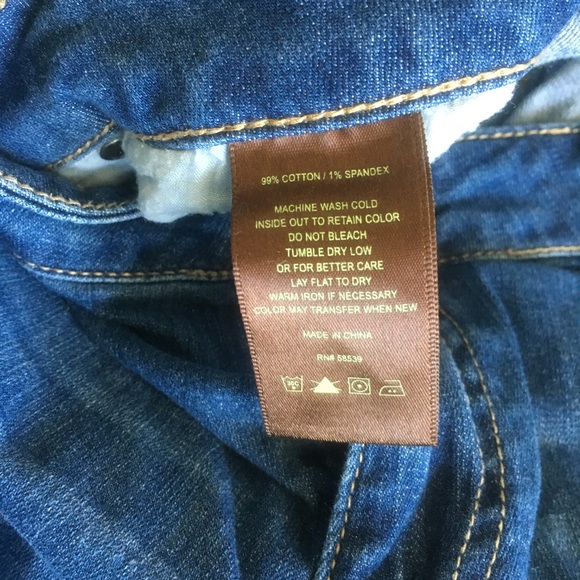 99% COTTON / 1% SPANDEX
MACHINE WASH COLD
INSIDE OUT TO RETAIN COLOR
DO NOT BLEACH
TUMBLE DRY LOW
OR FOR BETTER CARE
LAY FLAT TO DRY
WARM IRON IF NECESSARY
COLOR MAY TRANSFER WHEN NEW
MADE IN CHINA
RN# 58539